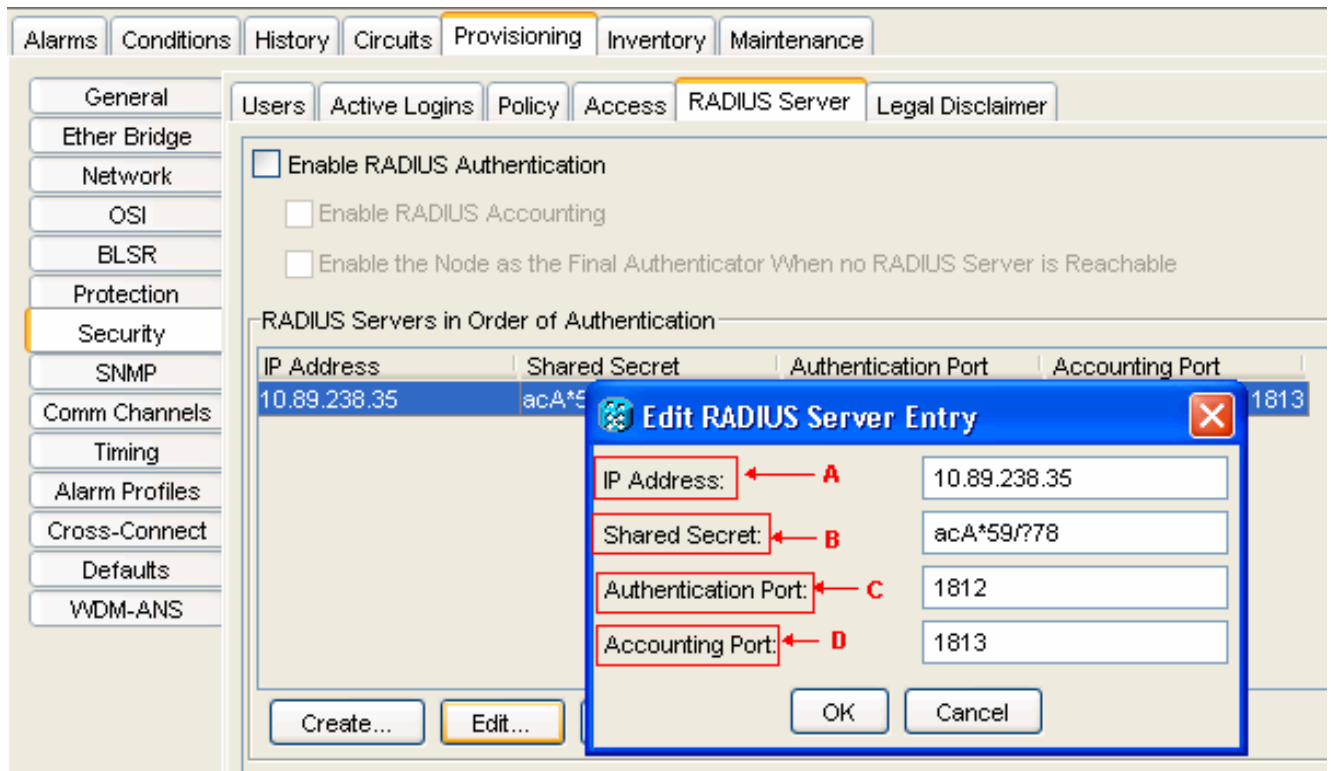 Alarms Conditions History Circuits Provisioning Inventory Maintenance
General
Ether Bridge
Network
OSI
BLSR
Protection
Security
SNMP
Comm Channels
Timing
Alarm Profiles
Cross-Connect
Defaults
WDM-ANS
Users Active Logins Policy Access RADIUS Server Legal Disclaimer
Enable RADIUS Authentication
Enable RADIUS Accounting
Enable the Node as the Final Authenticator When no RADIUS Server is Reachable
RADIUS Servers in Order of Authentication
IP Address Shared Secret Authentication Port Accounting Port
10.89.238.35 acA*5 1813
Edit RADIUS Server Entry
IP Address: A 10.89.238.35
Shared Secret: B acA*59/?78
Authentication Port: C 1812
Accounting Port: D 1813
OK Cancel
Create... Edit...